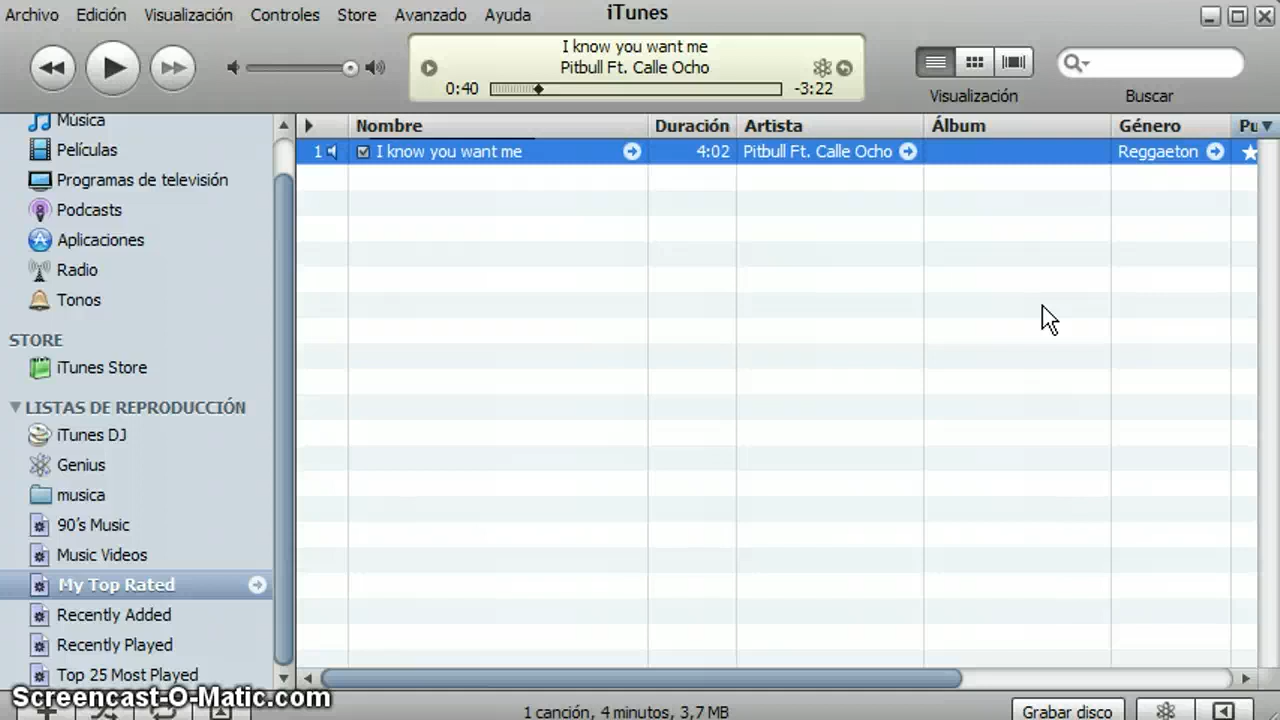 Archivo Edición Visualización Controles Store Avanzado Ayuda
iTunes
I know you want me
Pitbull Ft. Calle Ocho
0:40 -3:22
Visualización
Buscar
Nombre Duración Artista Álbum Género Pu
1 I know you want me 4:02 Pitbull Ft. Calle Ocho Reggaeton
Música
Películas
Programas de televisión
Podcasts
Aplicaciones
Radio
Tonos
STORE
iTunes Store
LISTAS DE REPRODUCCIÓN
iTunes DJ
Genius
musica
90's Music
Music Videos
My Top Rated
Recently Added
Recently Played
Top 25 Most Played
Screencast-O-Matic.com
1 canción, 4 minutos, 3,7 MB
Grabar disco